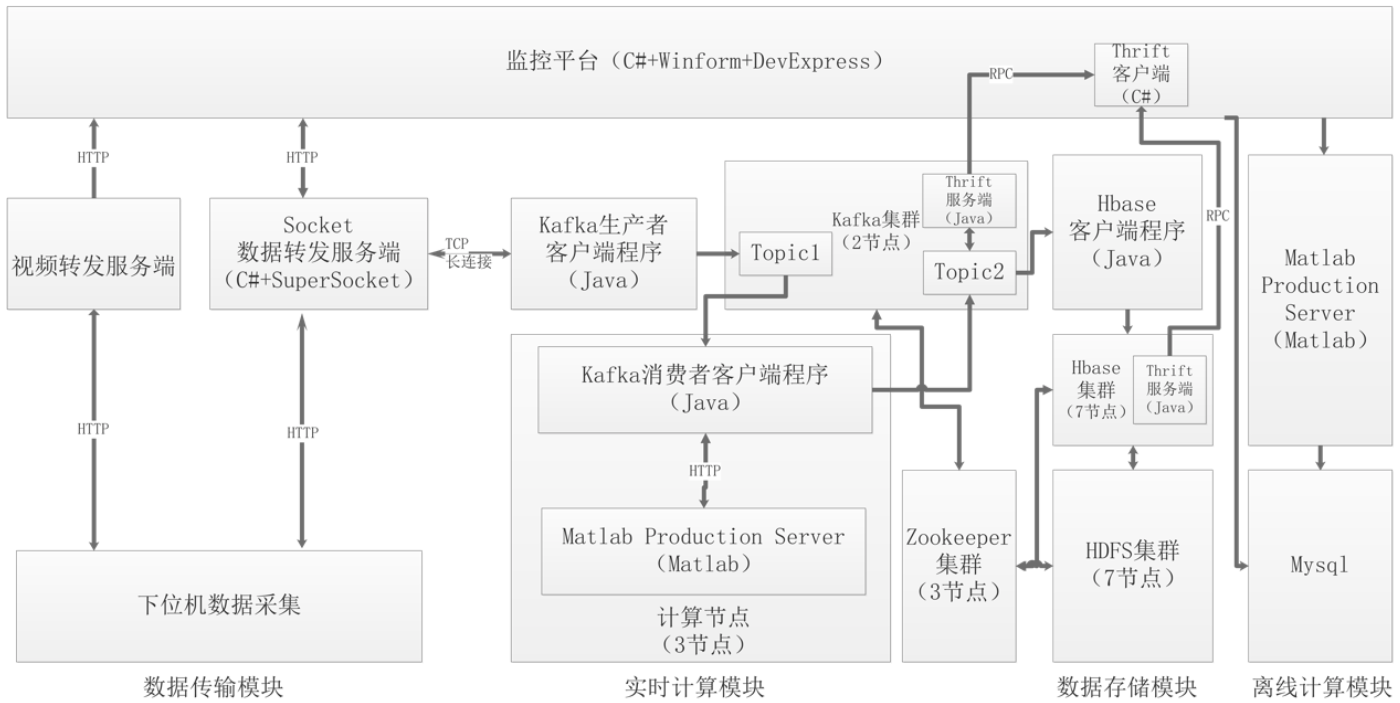 监控平台（C#+Winform+DevExpress）
Thrift
客户端
（C#）
RPC
HTTP
HTTP
视频转发服务端
Socket
数据转发服务端
（C#+SuperSocket）
TCP
长连接
Kafka生产者
客户端程序
（Java）
Topic1
Kafka集群
（2节点）
Thrift
服务端
（Java）
Topic2
Hbase
客户端程序
（Java）
RPC
Matlab
Production
Server
（Matlab）
Kafka消费者客户端程序
（Java）
Hbase
集群
（7节点）
Thrift
服务端
（Java）
HTTP
HTTP
HTTP
Matlab Production Server
（Matlab）
计算节点
（3节点）
Zookeeper
集群
（3节点）
HDFS集群
（7节点）
Mysql
下位机数据采集
数据传输模块
实时计算模块
数据存储模块
离线计算模块